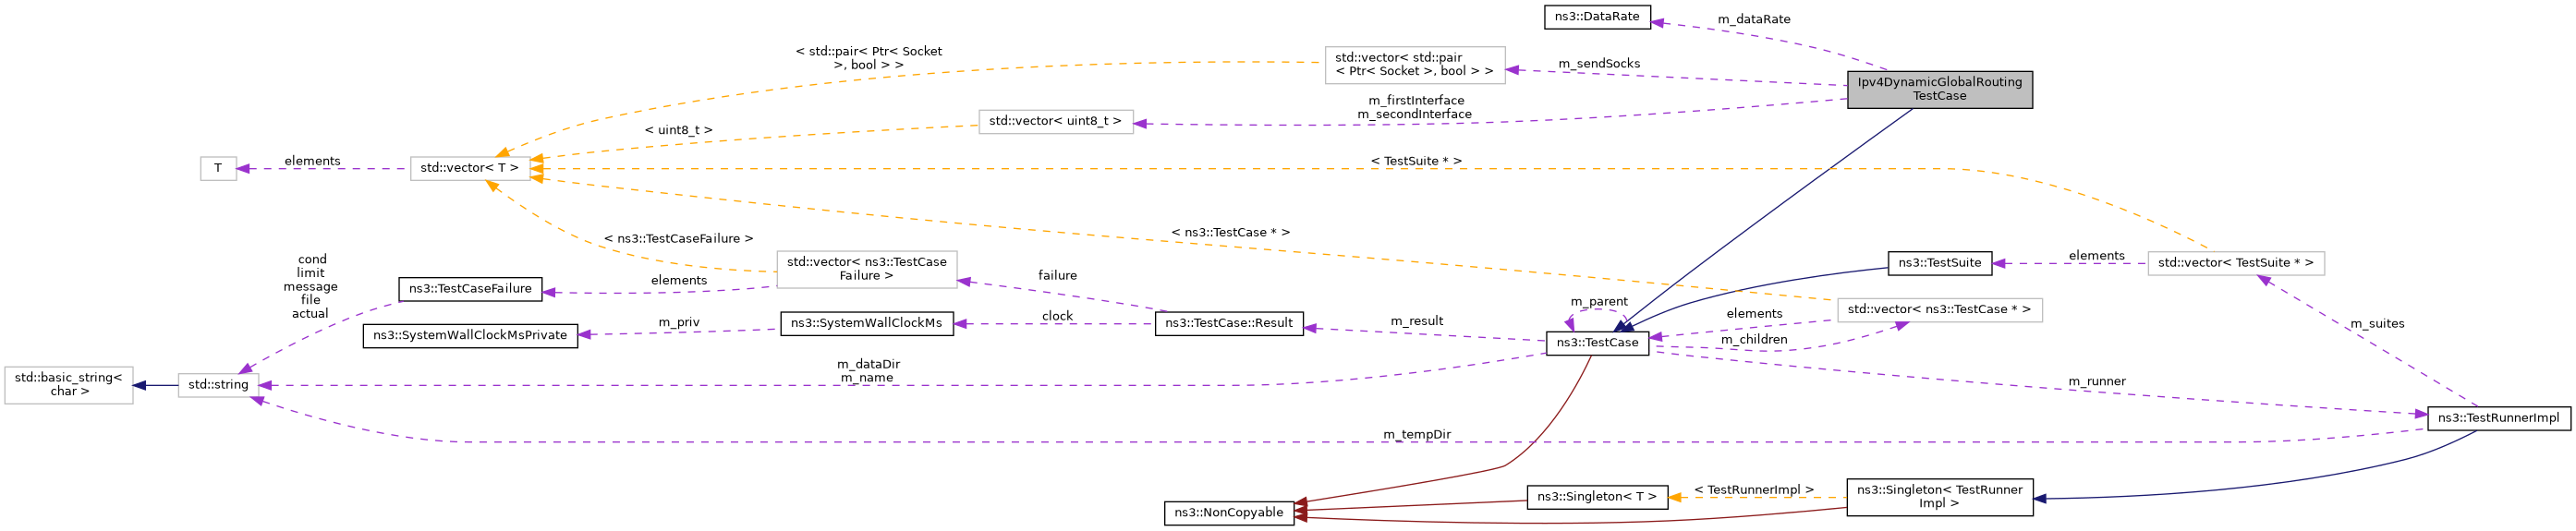 ns3::DataRate
m_dataRate
< std::pair< Ptr< Socket
>, bool > >
std::vector< std::pair
< Ptr< Socket >, bool > >
m_sendSocks
Ipv4DynamicGlobalRouting
TestCase
m_firstInterface
m_secondInterface
std::vector< uint8_t >
< uint8_t >
T
elements
std::vector< T >
< TestSuite * >
< ns3::TestCase * >
< ns3::TestCaseFailure >
std::vector< ns3::TestCase
Failure >
elements
failure
ns3::TestSuite
elements
std::vector< TestSuite * >
cond
limit
message
file
actual
ns3::TestCaseFailure
ns3::SystemWallClockMsPrivate
m_priv
ns3::SystemWallClockMs
clock
ns3::TestCase::Result
m_result
m_parent
ns3::TestCase
elements
m_children
std::vector< ns3::TestCase * >
m_suites
std::basic_string<
char >
std::string
m_dataDir
m_name
m_runner
ns3::TestRunnerImpl
m_tempDir
ns3::NonCopyable
ns3::Singleton< T >
< TestRunnerImpl >
ns3::Singleton< TestRunner
Impl >